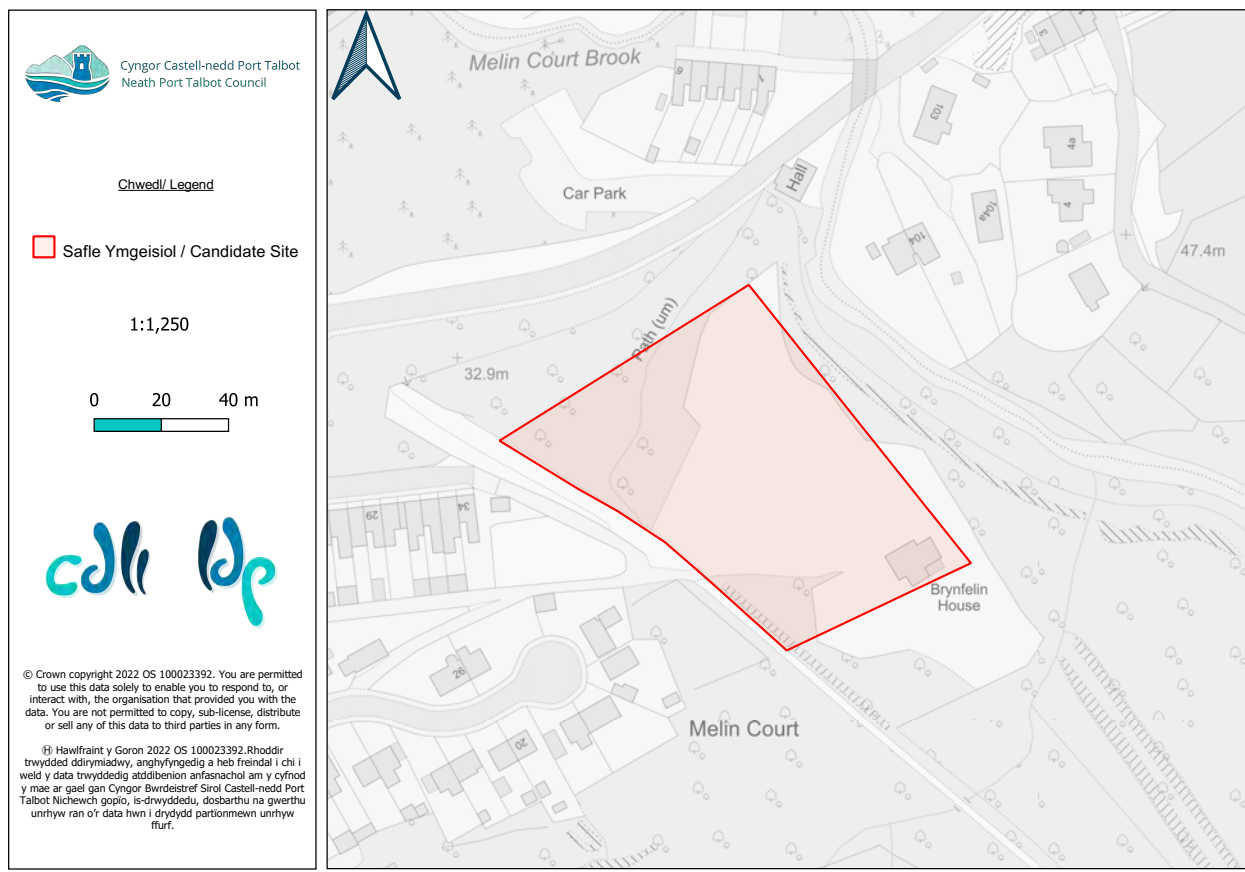 Cyngor Castell-nedd Port Talbot
Neath Port Talbot Council
Chwedl/ Legend
Safle Ymgeisiol / Candidate Site
1:1,250
0 20 40 m
cdll ldp
© Crown copyright 2022 OS 100023392. You are permitted
to use this data solely to enable you to respond to, or
interact with, the organisation that provided you with the
data. You are not permitted to copy, sub-license, distribute
or sell any of this data to third parties in any form.
Ⓗ Hawlfraint y Goron 2022 OS 100023392.Rhoddir
trwydded ddirymiadwy, anghyfyngedig a heb freindal i chi i
weld y data trwyddedig atddibenion anfasnachol am y cyfnod
y mae ar gael gan Cyngor Bwrdeistref Sirol Castell-nedd Port
Talbot Nichewch gopïo, is-drwyddedu, dosbarthu na gwerthu
unrhyw ran o'r data hwn i drydydd partïonmewn unrhyw
ffurf.
Melin Court Brook
6
1
3
103
4a
Hall
Car Park
104a
4
104
47.4m
Path (um)
32.9m
29
34
Brynfelin
House
26
20
Melin Court